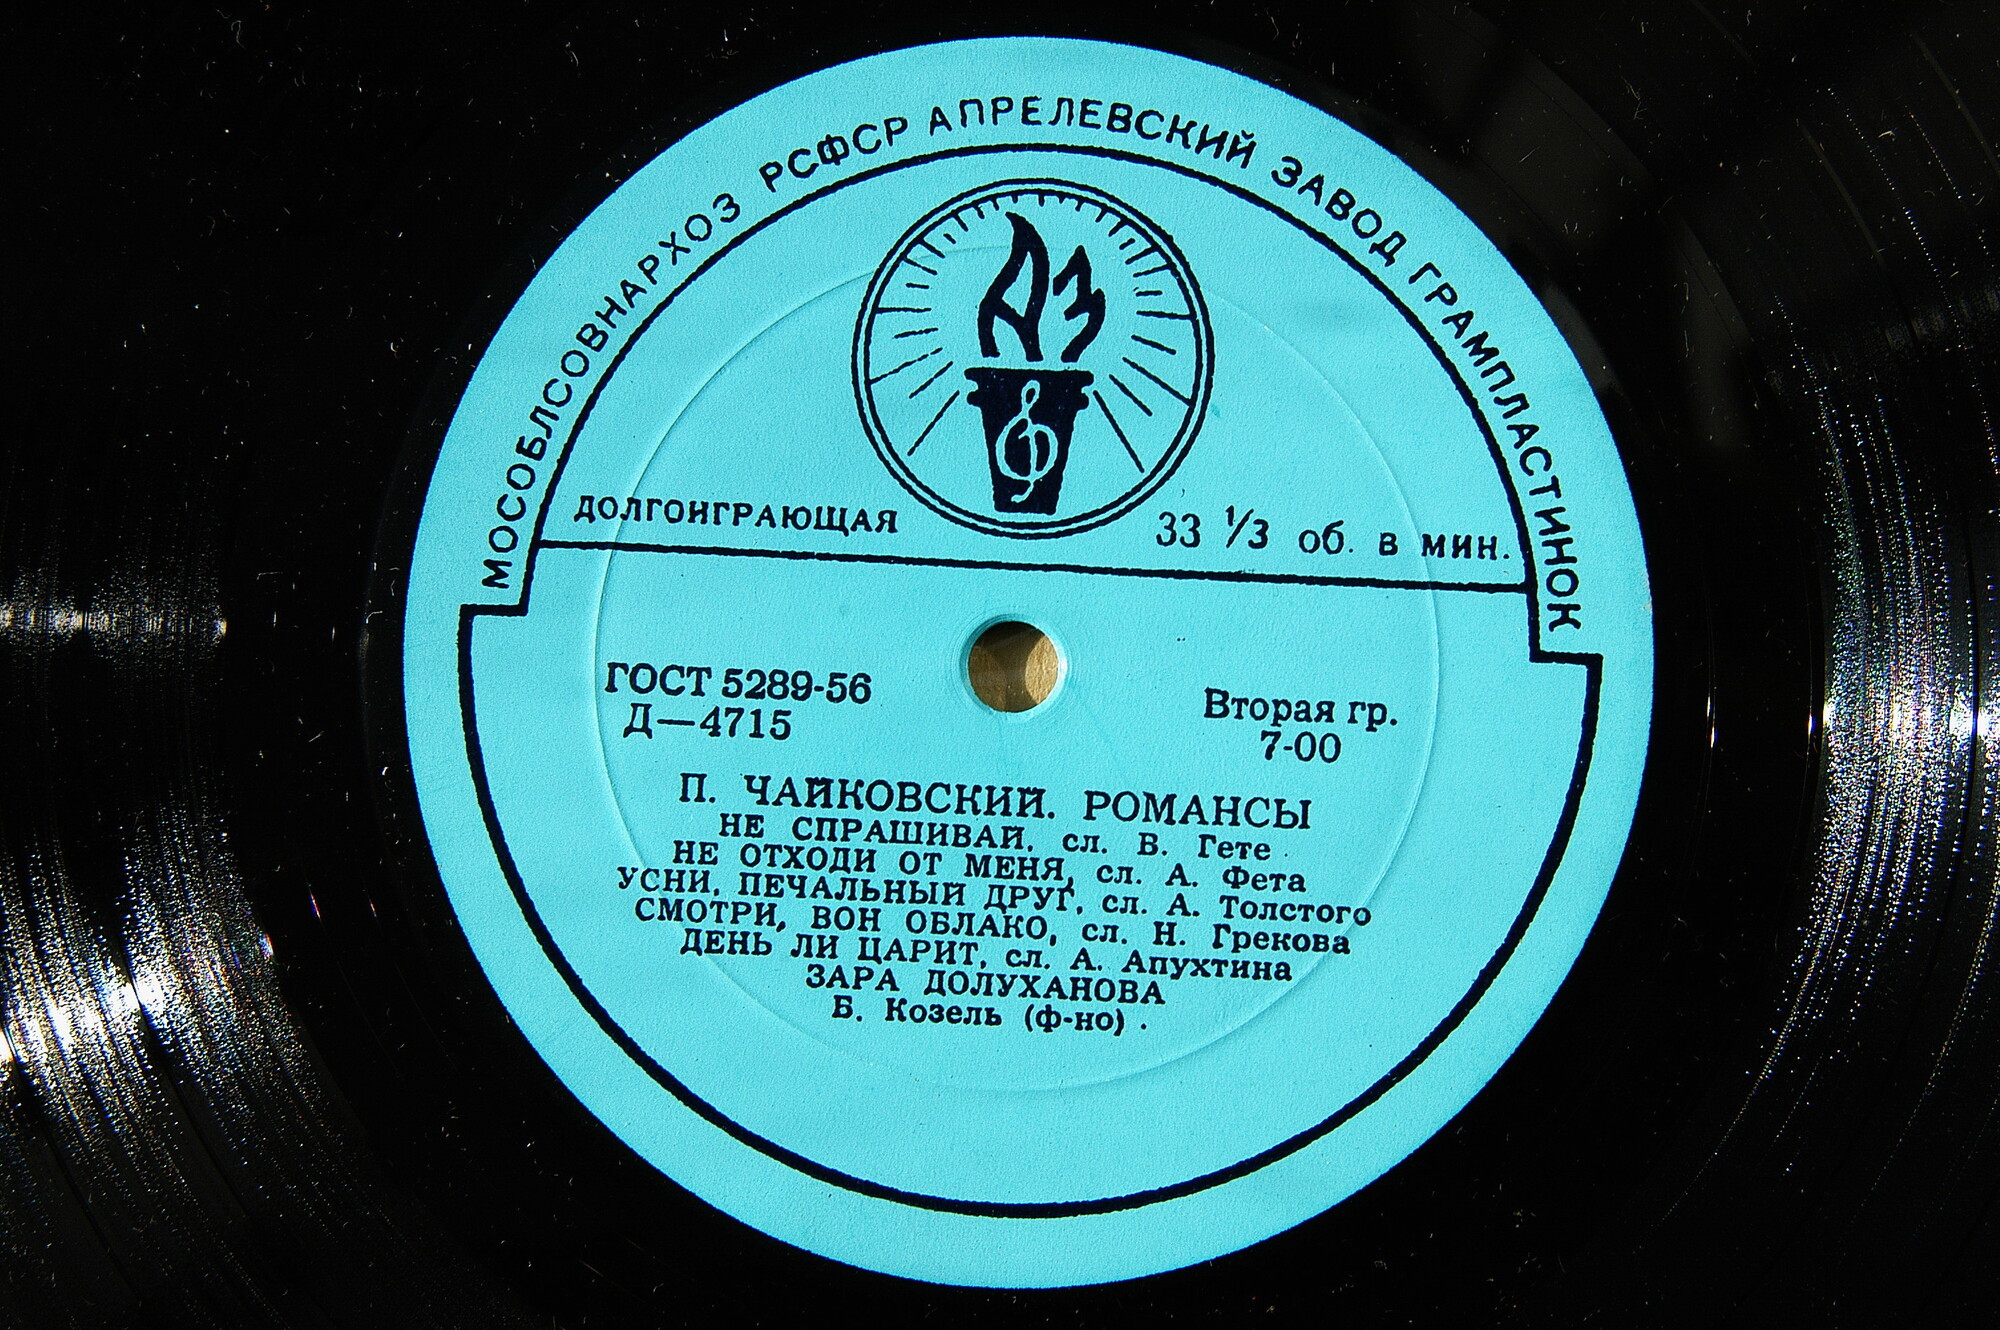 МОСОБЛСОВНАРХОЗ РСФСР АПРЕЛЕВСКИЙ ЗАВОД ГРАМПЛАСТИНОК
АЗ
ДОЛГОИГРАЮЩАЯ 33 1/3 об. в мин.
ГОСТ 5289-56
Д—4715
Вторая гр.
7-00
П. ЧАЙКОВСКИЙ. РОМАНСЫ
НЕ СПРАШИВАЙ, сл. В. Гете
НЕ ОТХОДИ ОТ МЕНЯ, сл. А. Фета
УСНИ, ПЕЧАЛЬНЫЙ ДРУГ, сл. А. Толстого
СМОТРИ, ВОН ОБЛАКО, сл. Н. Грекова
ДЕНЬ ЛИ ЦАРИТ, сл. А. Апухтина
ЗАРА ДОЛУХАНОВА
Б. Козель (ф-но) .